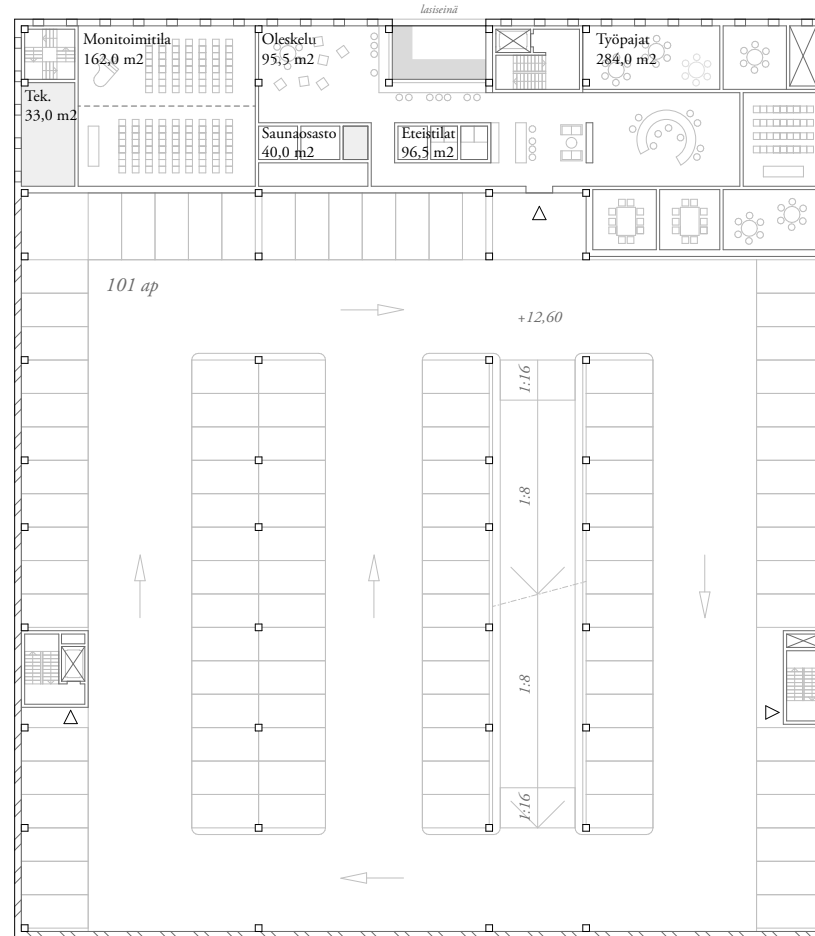 lasiseinä
Monitoimitila
162,0 m2
Oleskelu
95,5 m2
Työpajat
284,0 m2
Tek.
33,0 m2
Saunaosasto
40,0 m2
Eteistilat
96,5 m2
101 ap
+12,60
1:16
1:8
1:8
1:16